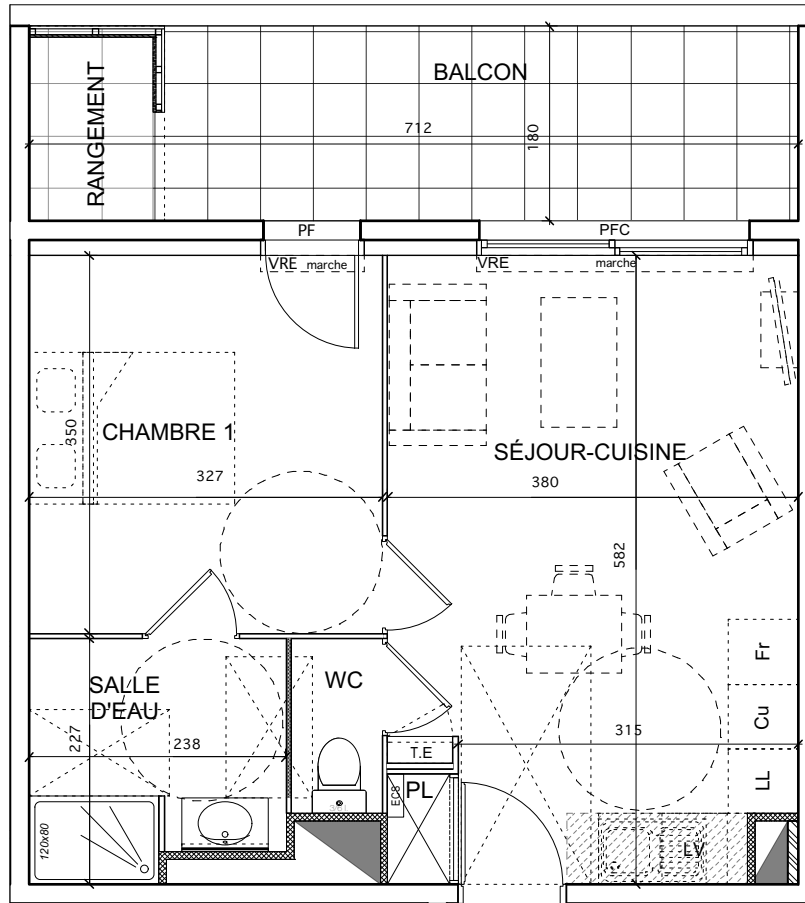 RANGEMENT
BALCON
712
180
PF
PFC
VRE
marche
VRE
marche
350
CHAMBRE 1
327
SÉJOUR-CUISINE
380
582
Fr
Cu
LL
SALLE
D'EAU
WC
227
238
T.E
315
ECS
PL
LV
120x80